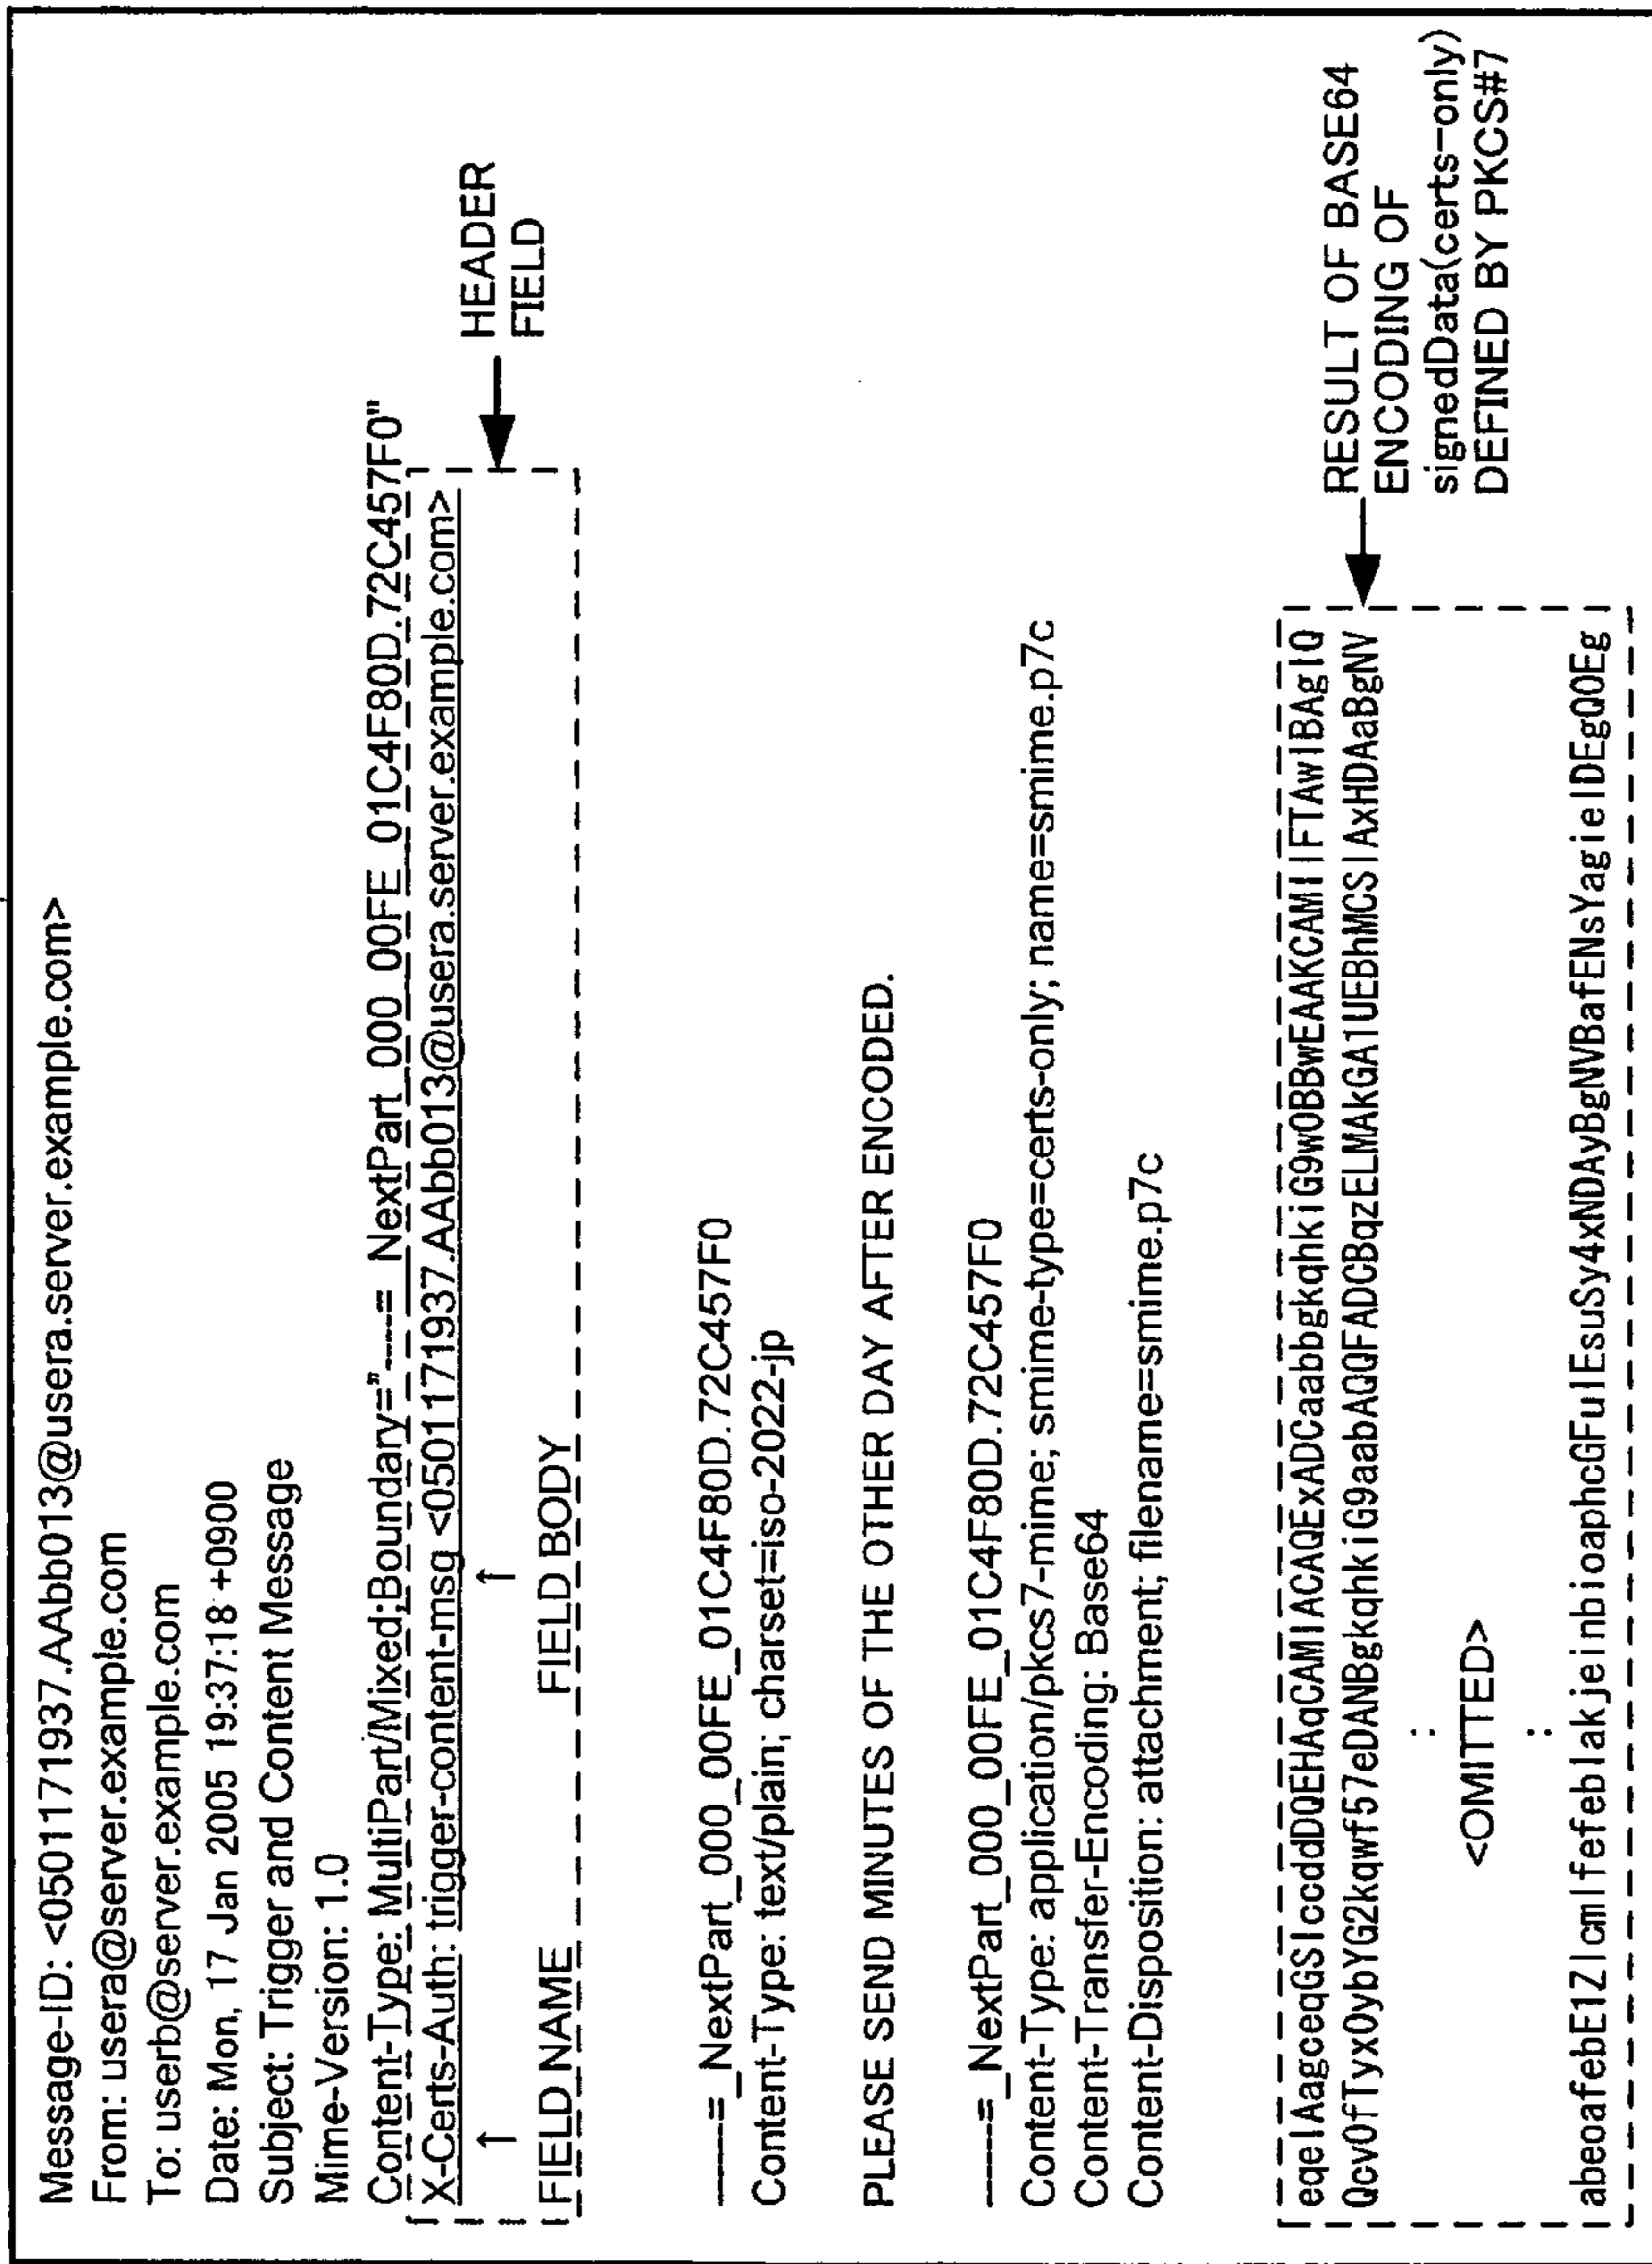 Message-ID: <0501171937.AAbb013@usera.server.example.com>
From: usera@server.example.com
To: userb@server.example.com
Date: Mon, 17 Jan 2005 19:37:18 +0900
Subject: Trigger and Content Message
Mime-Version: 1.0
Content-Type: MultiPart/Mixed;Boundary="----=_NextPart_000_00FE_01C4F80D.72C457F0"
X-Certs-Auth: trigger-content-msg <0501171937.AAbb013@usera.server.example.com>
↑ ↑
FIELD NAME FIELD BODY
HEADER
FIELD
----=_NextPart_000_00FE_01C4F80D.72C457F0
Content-Type: text/plain; charset=iso-2022-jp
PLEASE SEND MINUTES OF THE OTHER DAY AFTER ENCODED.
----=_NextPart_000_00FE_01C4F80D.72C457F0
Content-Type: application/pkcs7-mime; smime-type=certs-only; name=smime.p7c
Content-Transfer-Encoding: Base64
Content-Disposition: attachment; filename=smime.p7c
eqelAagceqGSIccddDQEHAqCAMIACAQExADCaabbgkqhkiG9w0BBwEAAKCAMIIFTAwIBAgIQ
Qcv0fTyx0ybYG2kqwf57eDANBgkqhkiG9aabAQQFADCBqzELMAkGA1UEBhMCSIAxHDAaBgNV
:
<OMITTED>
:
abeoafebE1ZlcmlfefeblakjeinbioaphcGFulEsuSy4xNDAyBgNVBafENsYagieIDEgQ0Eg
RESULT OF BASE64
ENCODING OF
signedData(certs-only)
DEFINED BY PKCS#7